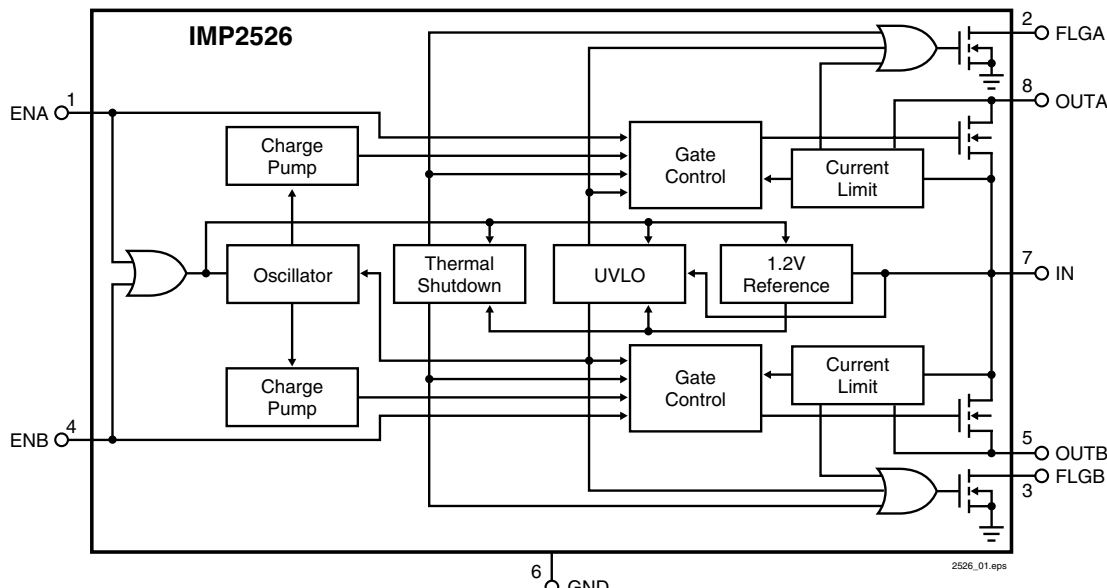 IMP2526
2
FLGA
1
ENA
8
OUTA
Charge
Pump
Gate
Control
Current
Limit
Oscillator
Thermal
Shutdown
UVLO
1.2V
Reference
7
IN
Charge
Pump
Gate
Control
Current
Limit
4
ENB
5
OUTB
FLGB
3
6
GND
2526_01.eps